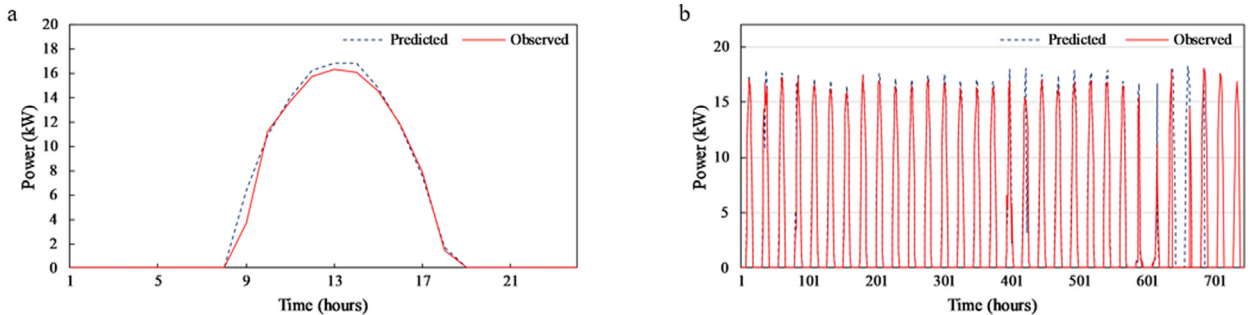 a
20
18
16
14
12
10
8
6
4
2
0
Power (kW)
Predicted Observed
1 5 9 13 17 21
Time (hours)
b
20
15
10
5
0
Power (kW)
Predicted Observed
1 101 201 301 401 501 601 701
Time (hours)